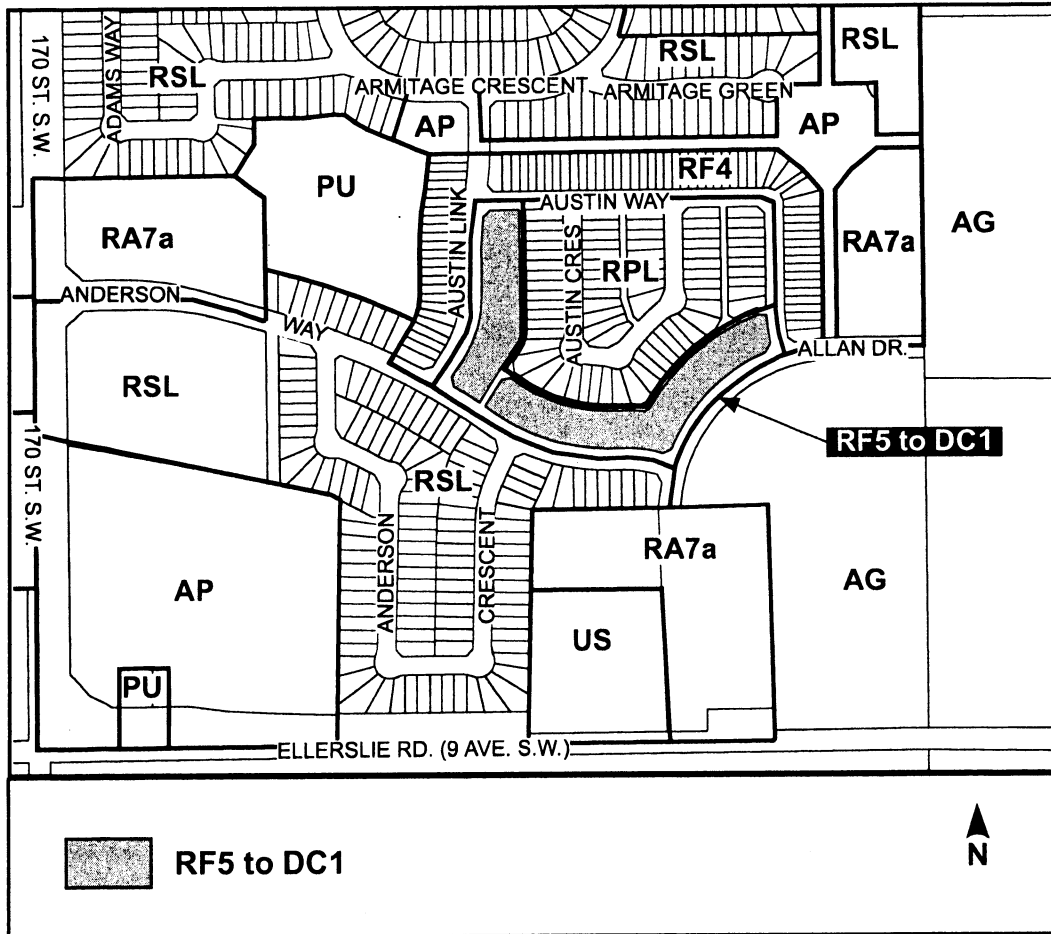 170 ST. S.W.
ADAMS WAY
RSL
RSL
RSL
ARMITAGE CRESCENT
ARMITAGE GREEN
AP
AP
PU
RF4
AUSTIN WAY
AUSTIN LINK
AUSTIN CRES
RPL
RA7a
RA7a
AG
ANDERSON
WAY
ALLAN DR.
RSL
RF5 to DC1
170 ST. S.W.
RSL
ANDERSON
CRESCENT
RA7a
AG
AP
US
PU
ELLERSLIE RD. (9 AVE. S.W.)
RF5 to DC1
N